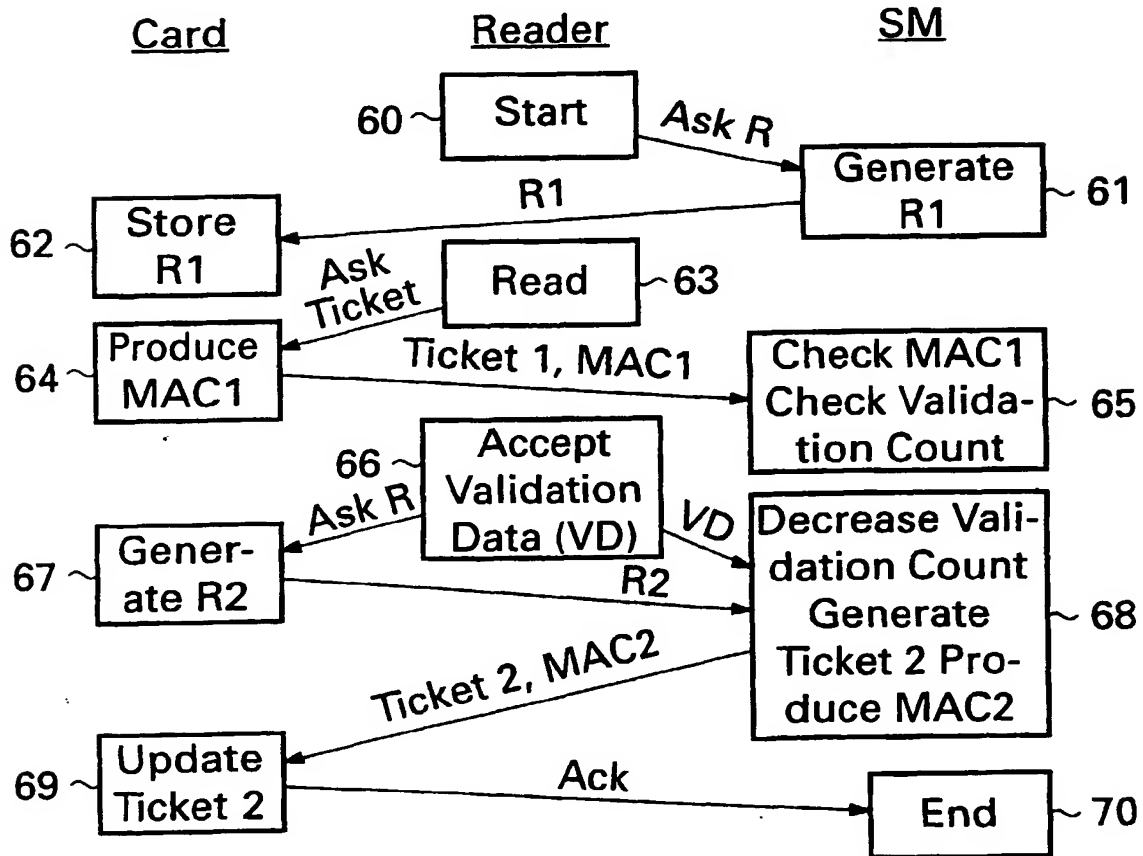 Card
Reader
SM
60
Start
Ask R
Generate
R1
61
R1
62
Store
R1
Ask
Ticket
Read
63
64
Produce
MAC1
Ticket 1, MAC1
Check MAC1
Check Valida-
tion Count
65
66
Accept
Validation
Data (VD)
Ask R
VD
67
Gener-
ate R2
R2
Decrease Vali-
dation Count
Generate
Ticket 2 Pro-
duce MAC2
68
Ticket 2, MAC2
69
Update
Ticket 2
Ack
End
70